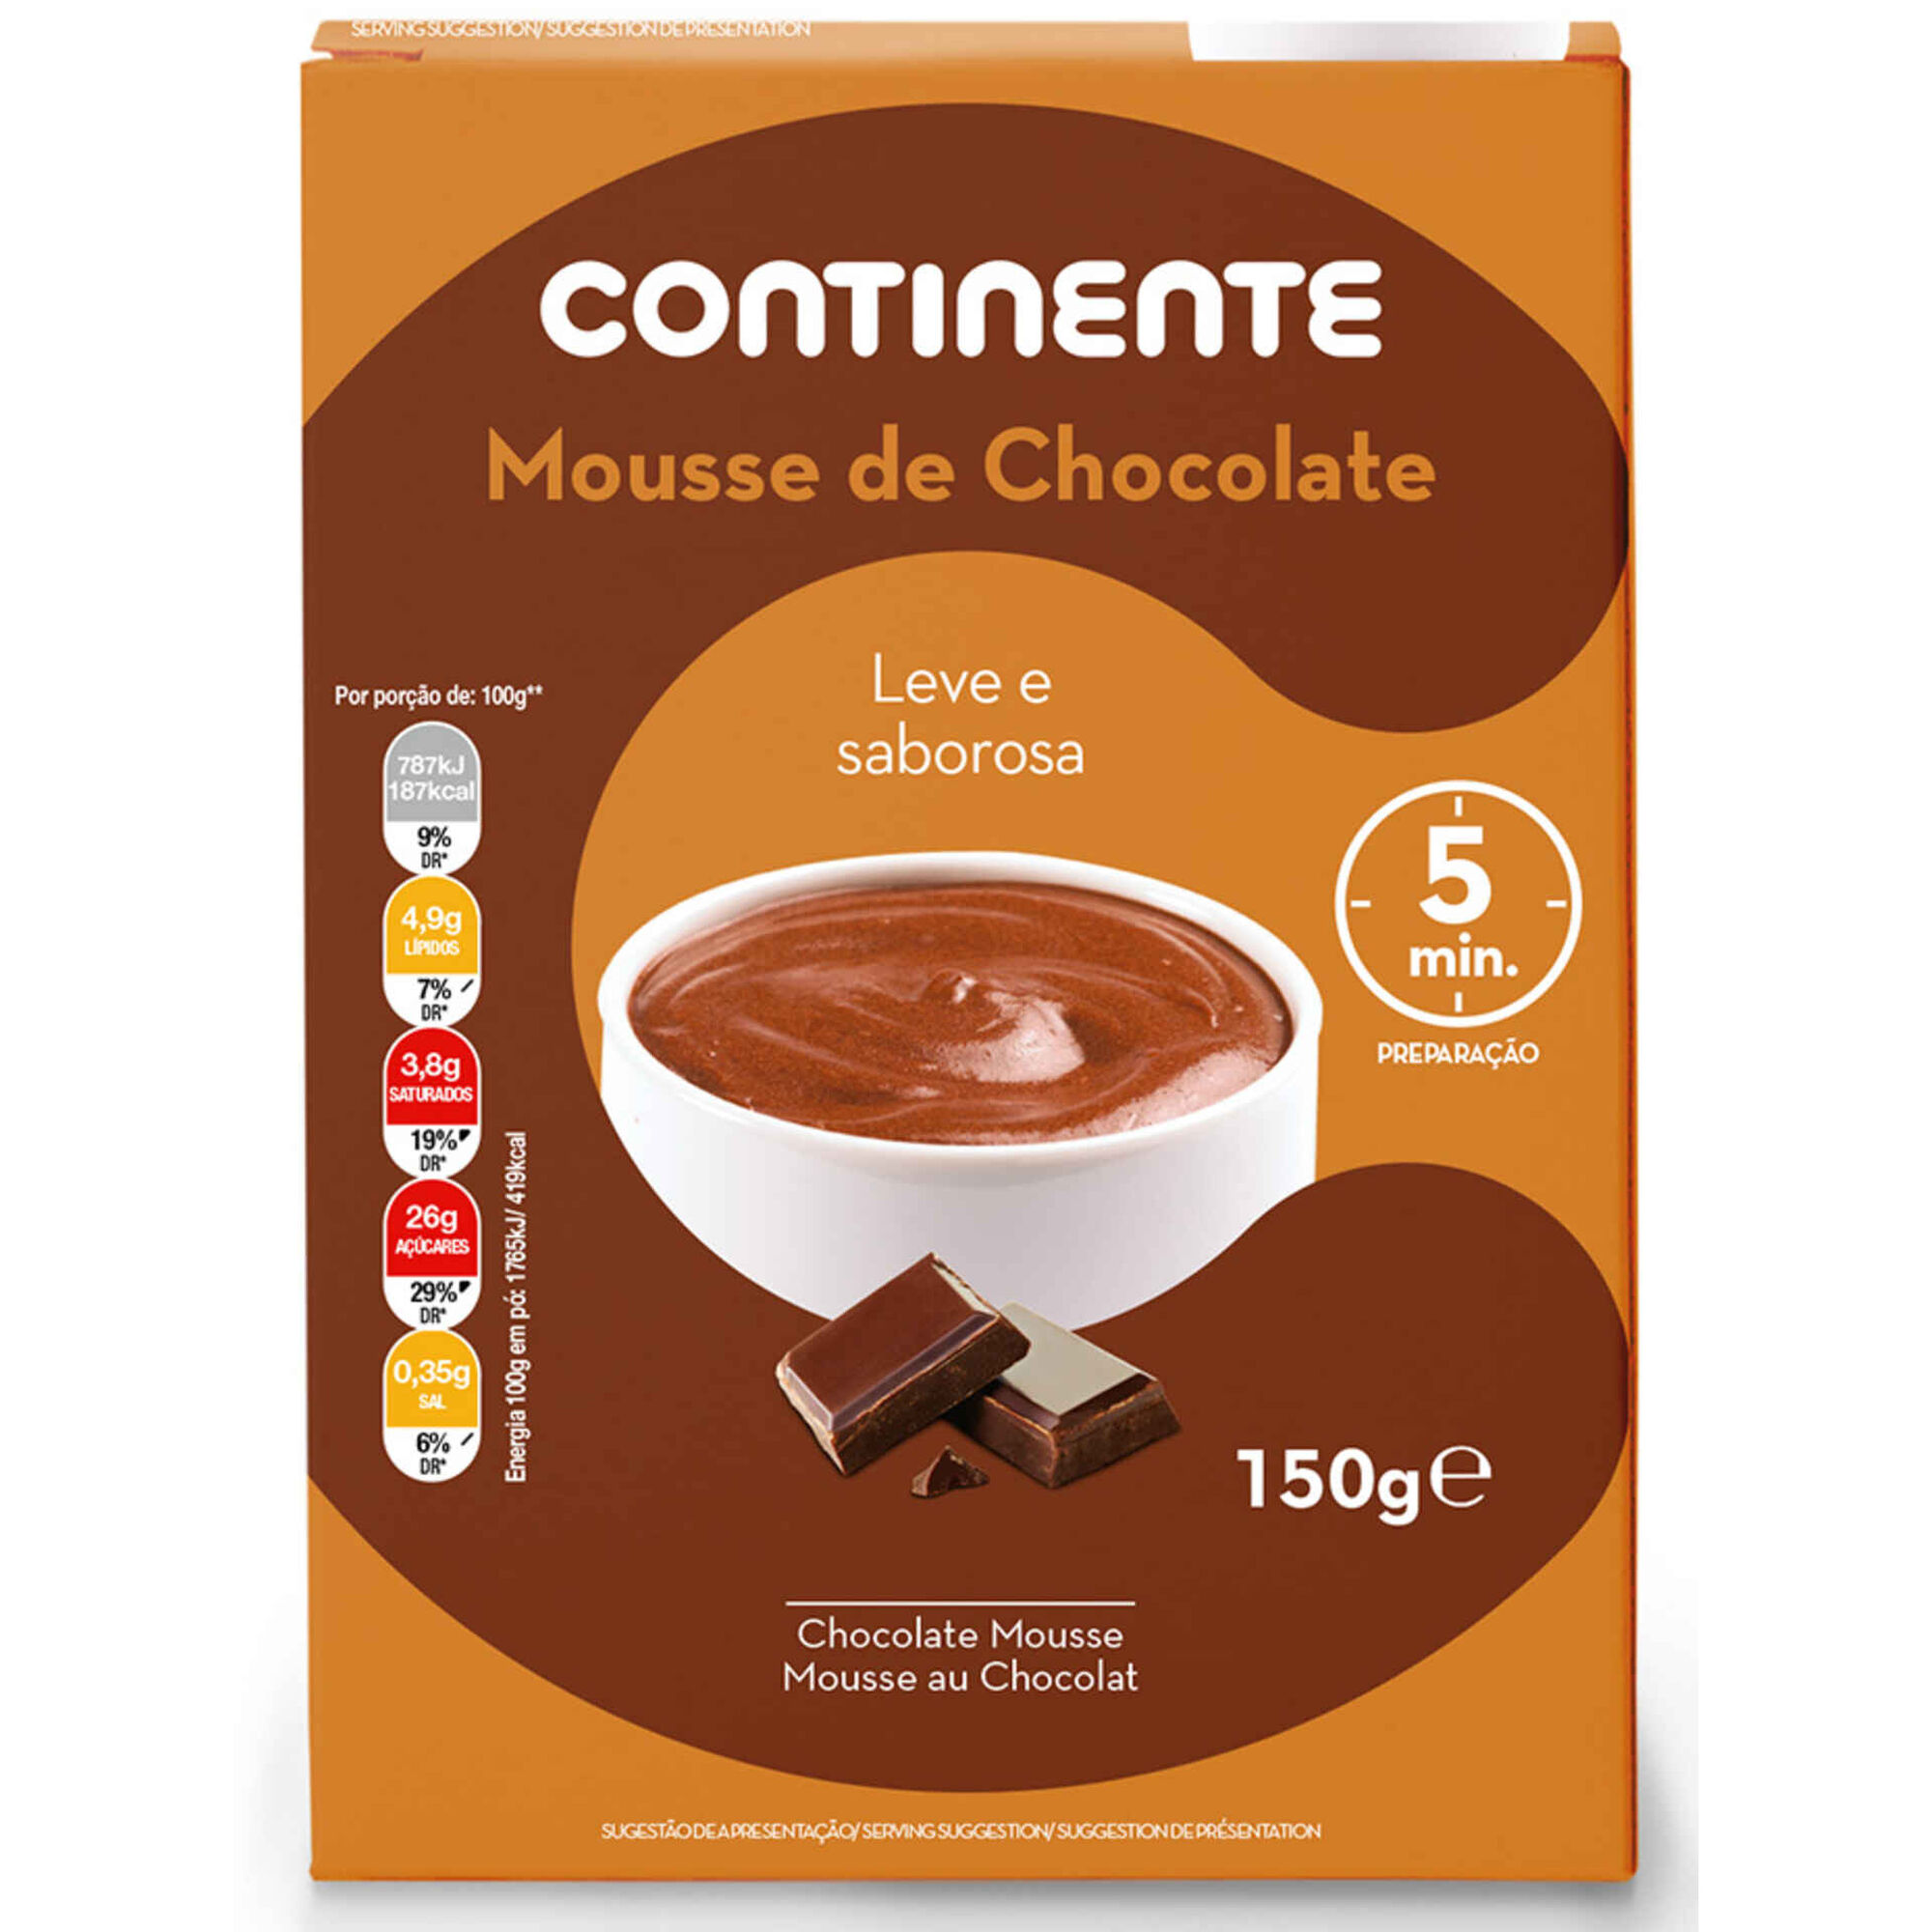 SERVING SUGGESTION/ SUGGESTION DE PRÉSENTATION
CONTINENTE
Mousse de Chocolate
Leve e
saborosa
Por porção de: 100g**
787kJ
187kcal
9%
DR*
4,9g
LÍPIDOS
7%
DR*
3,8g
SATURADOS
19%
DR*
26g
AÇÚCARES
29%
DR*
0,35g
SAL
6%
DR*
Energia 100g em pó: 1765kJ/ 419kcal
5
min.
PREPARAÇÃO
150g℮
Chocolate Mousse
Mousse au Chocolat
SUGESTÃO DE APRESENTAÇÃO/ SERVING SUGGESTION/ SUGGESTION DE PRÉSENTATION